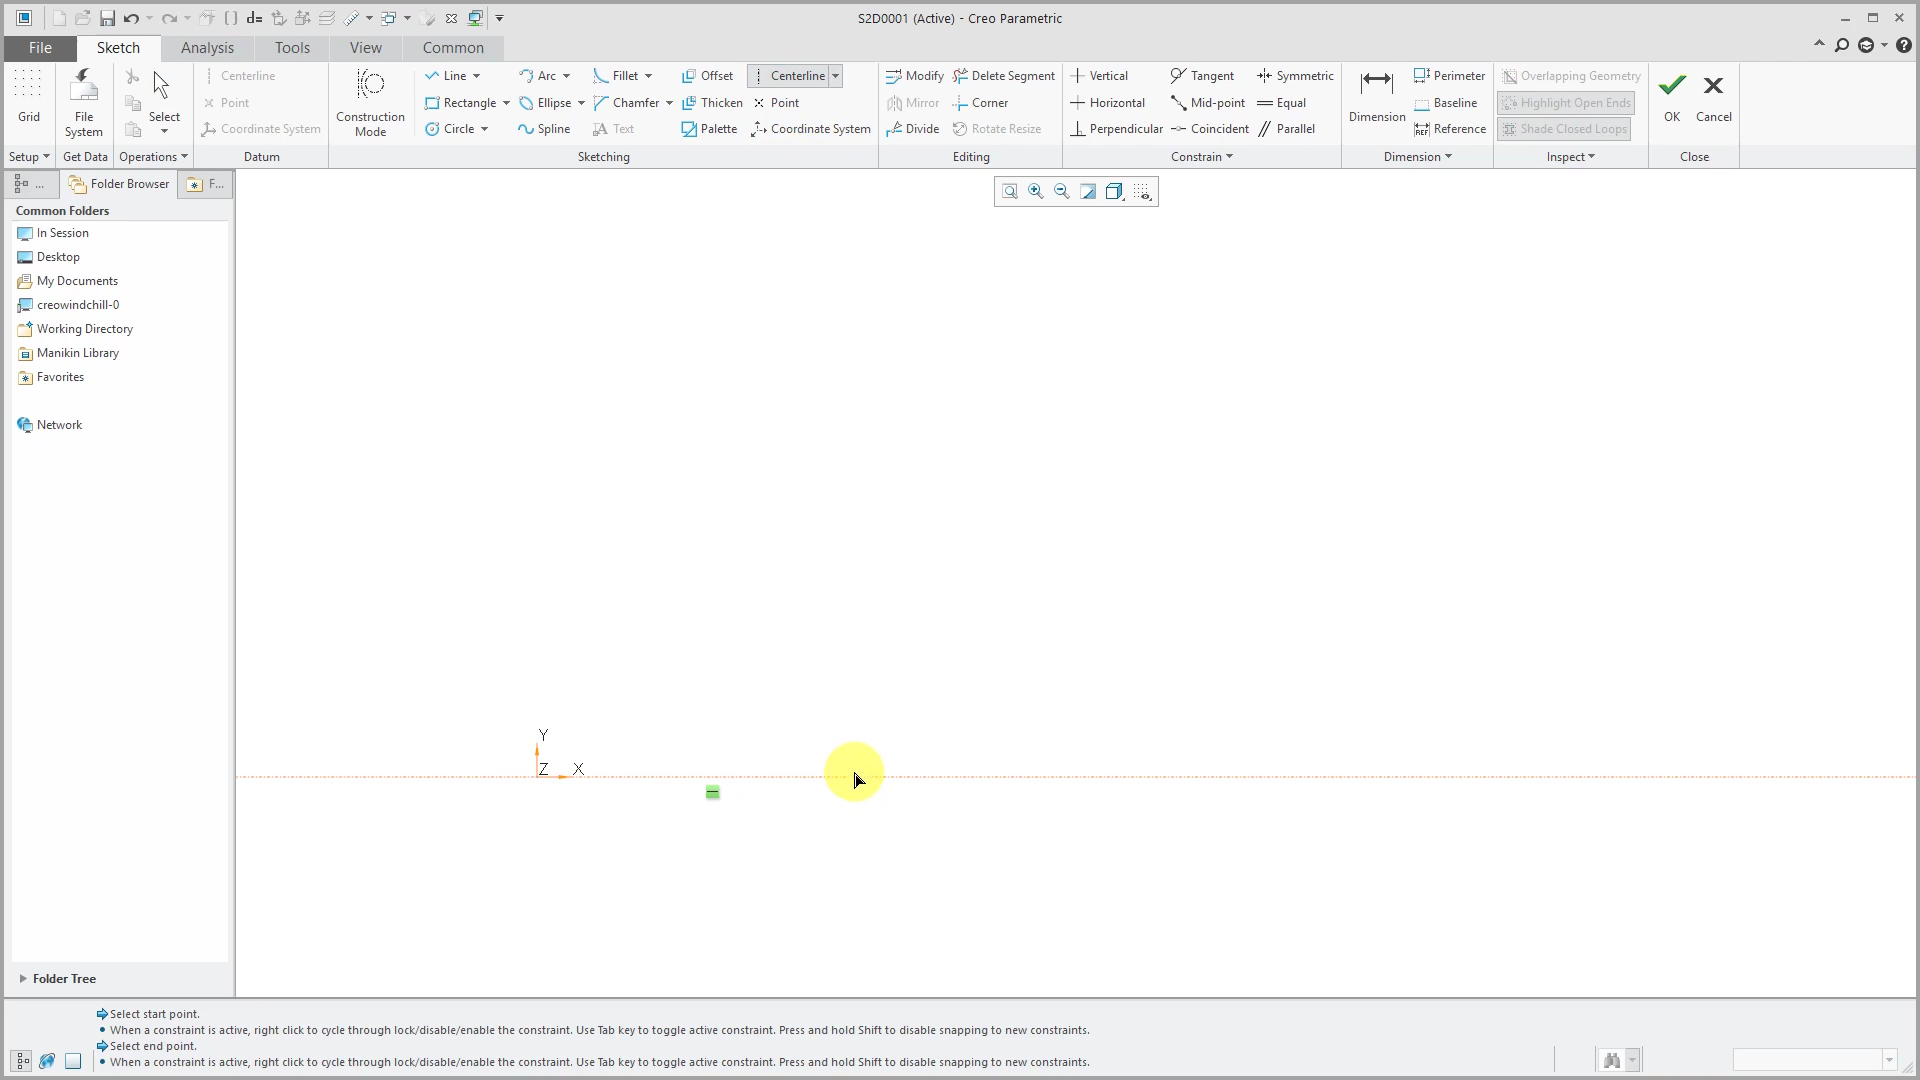 S2D0001 (Active) - Creo Parametric
File Sketch Analysis Tools View Common
Grid
Setup
File System
Get Data
Select
Operations
Centerline
Point
Coordinate System
Datum
Construction Mode
Line Arc Fillet Offset Centerline
Rectangle Ellipse Chamfer Thicken Point
Circle Spline Text Palette Coordinate System
Sketching
Modify Delete Segment
Mirror Corner
Divide Rotate Resize
Editing
Vertical Tangent Symmetric
Horizontal Mid-point Equal
Perpendicular Coincident Parallel
Constrain
Dimension
Perimeter
Baseline
REF Reference
Dimension
Overlapping Geometry
Highlight Open Ends
Shade Closed Loops
Inspect
OK Cancel
Close
... Folder Browser F...
Common Folders
In Session
Desktop
My Documents
creowindchill-0
Working Directory
Manikin Library
Favorites
Network
Folder Tree
Y
Z X
Select start point.
• When a constraint is active, right click to cycle through lock/disable/enable the constraint. Use Tab key to toggle active constraint. Press and hold Shift to disable snapping to new constraints.
Select end point.
• When a constraint is active, right click to cycle through lock/disable/enable the constraint. Use Tab key to toggle active constraint. Press and hold Shift to disable snapping to new constraints.